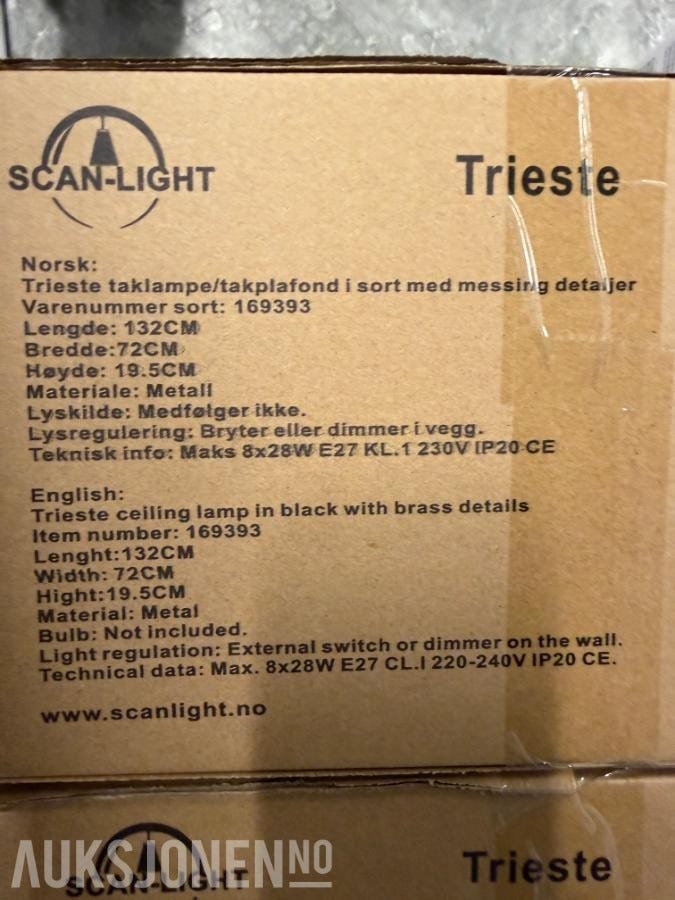 SCAN-LIGHT
Trieste
Norsk:
Trieste taklampe/takplafond i sort med messing detaljer
Varenummer sort: 169393
Lengde: 132CM
Bredde:72CM
Høyde: 19.5CM
Materiale: Metall
Lyskilde: Medfølger ikke.
Lysregulering: Bryter eller dimmer i vegg.
Teknisk info: Maks 8x28W E27 KL.1 230V IP20 CE
English:
Trieste ceiling lamp in black with brass details
Item number: 169393
Lenght:132CM
Width: 72CM
Hight:19.5CM
Material: Metal
Bulb: Not included.
Light regulation: External switch or dimmer on the wall.
Technical data: Max. 8x28W E27 CL.I 220-240V IP20 CE.
www.scanlight.no
AUKSJONEN NO
SCAN-LIGHT
Trieste